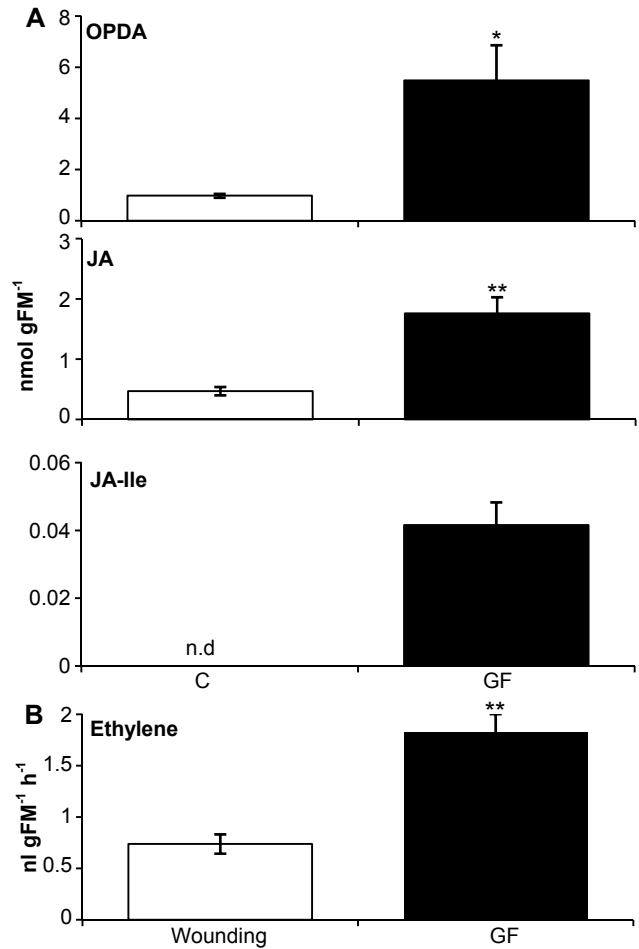 A
OPDA
8
6
4
2
0
*
JA
3
2
1
0
**
nmol gFM⁻¹
JA-Ile
0.06
0.04
0.02
0
n.d
C GF
B
Ethylene
2
1.5
1
0.5
0
**
nl gFM⁻¹ h⁻¹
Wounding GF